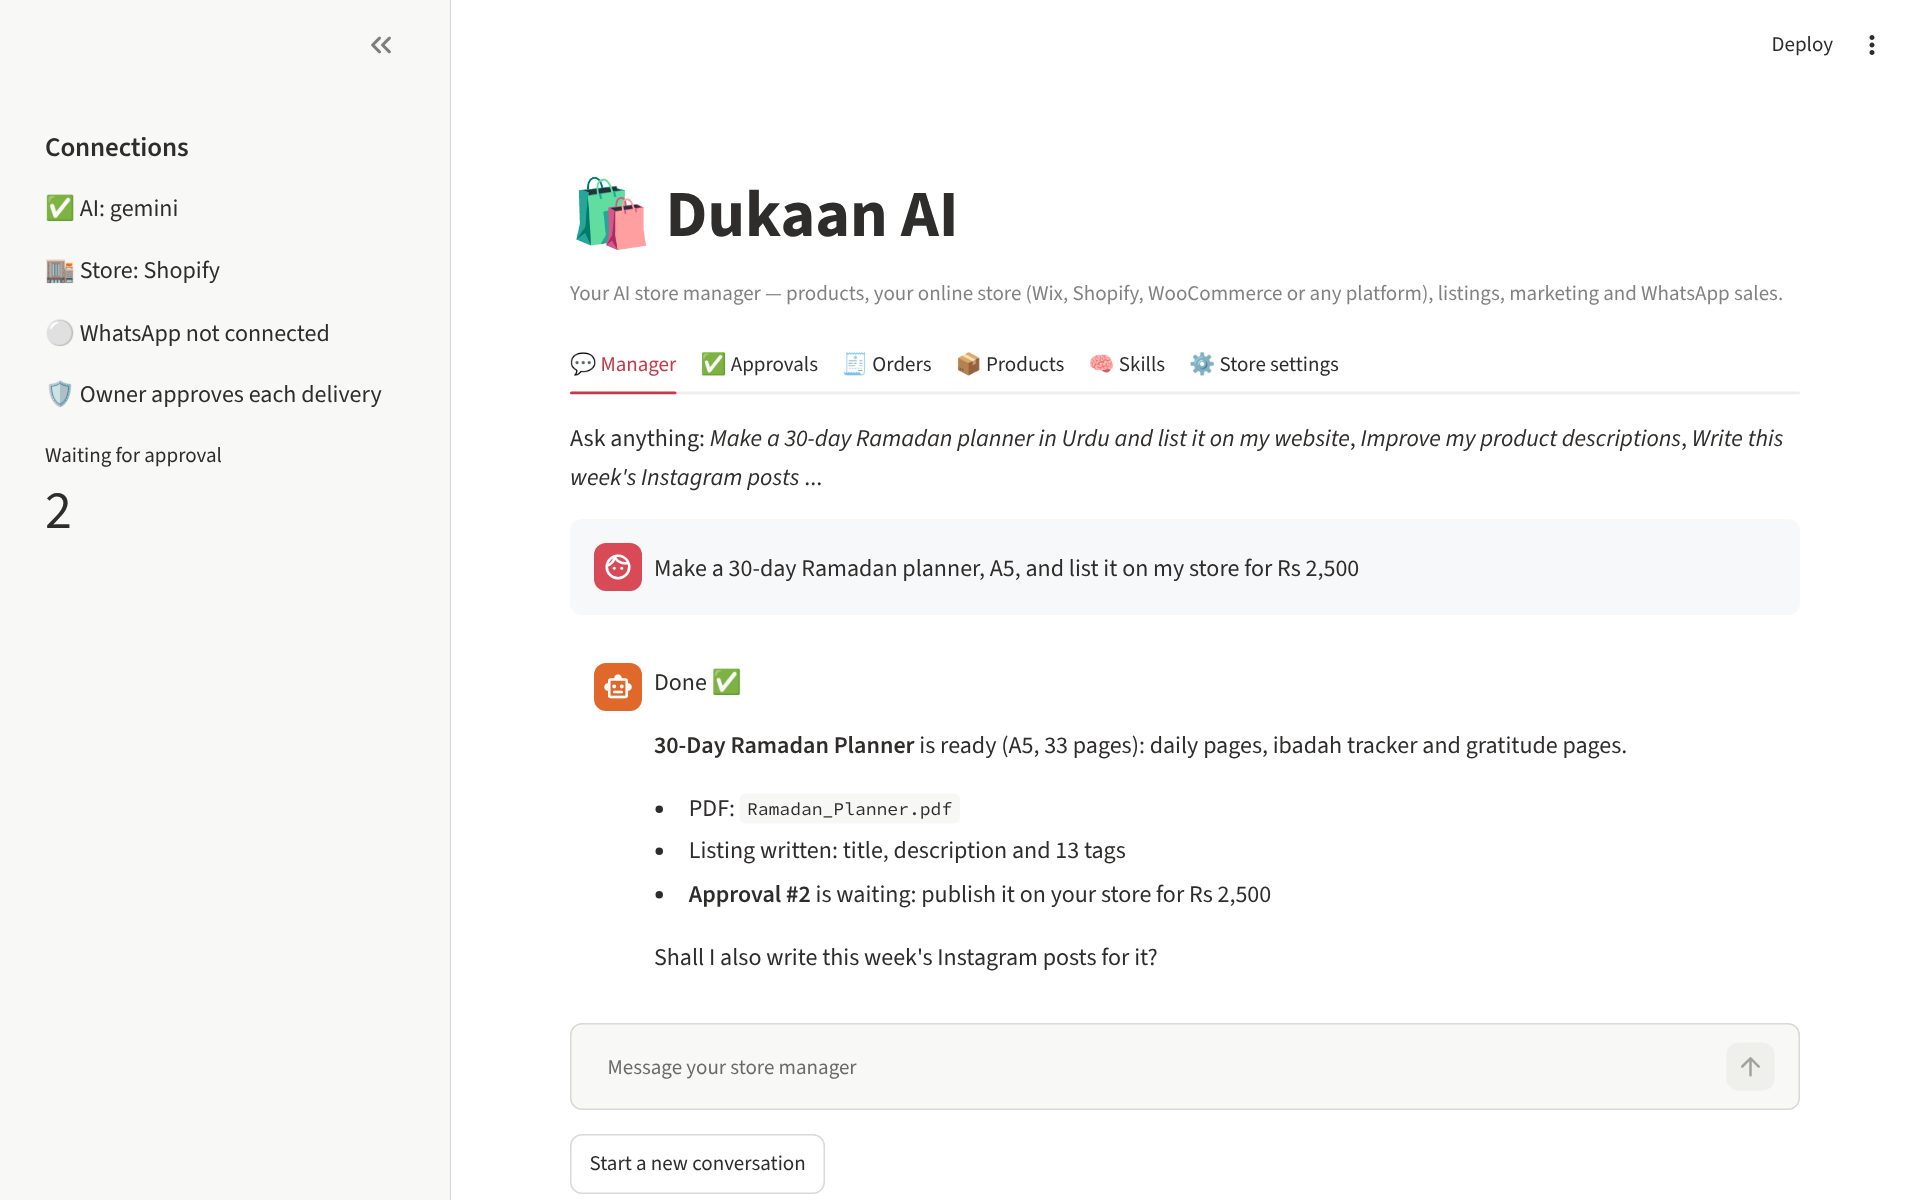 Deploy
Connections
✅ AI: gemini
🏬 Store: Shopify
⚪ WhatsApp not connected
🛡️ Owner approves each delivery
Waiting for approval
2
🛍️ Dukaan AI
Your AI store manager — products, your online store (Wix, Shopify, WooCommerce or any platform), listings, marketing and WhatsApp sales.
💬 Manager ✅ Approvals 🧾 Orders 📦 Products 🧠 Skills ⚙️ Store settings
Ask anything: Make a 30-day Ramadan planner in Urdu and list it on my website, Improve my product descriptions, Write this
week's Instagram posts ...
Make a 30-day Ramadan planner, A5, and list it on my store for Rs 2,500
Done ✅
30-Day Ramadan Planner is ready (A5, 33 pages): daily pages, ibadah tracker and gratitude pages.
• PDF: Ramadan_Planner.pdf
• Listing written: title, description and 13 tags
• Approval #2 is waiting: publish it on your store for Rs 2,500
Shall I also write this week's Instagram posts for it?
Message your store manager
Start a new conversation